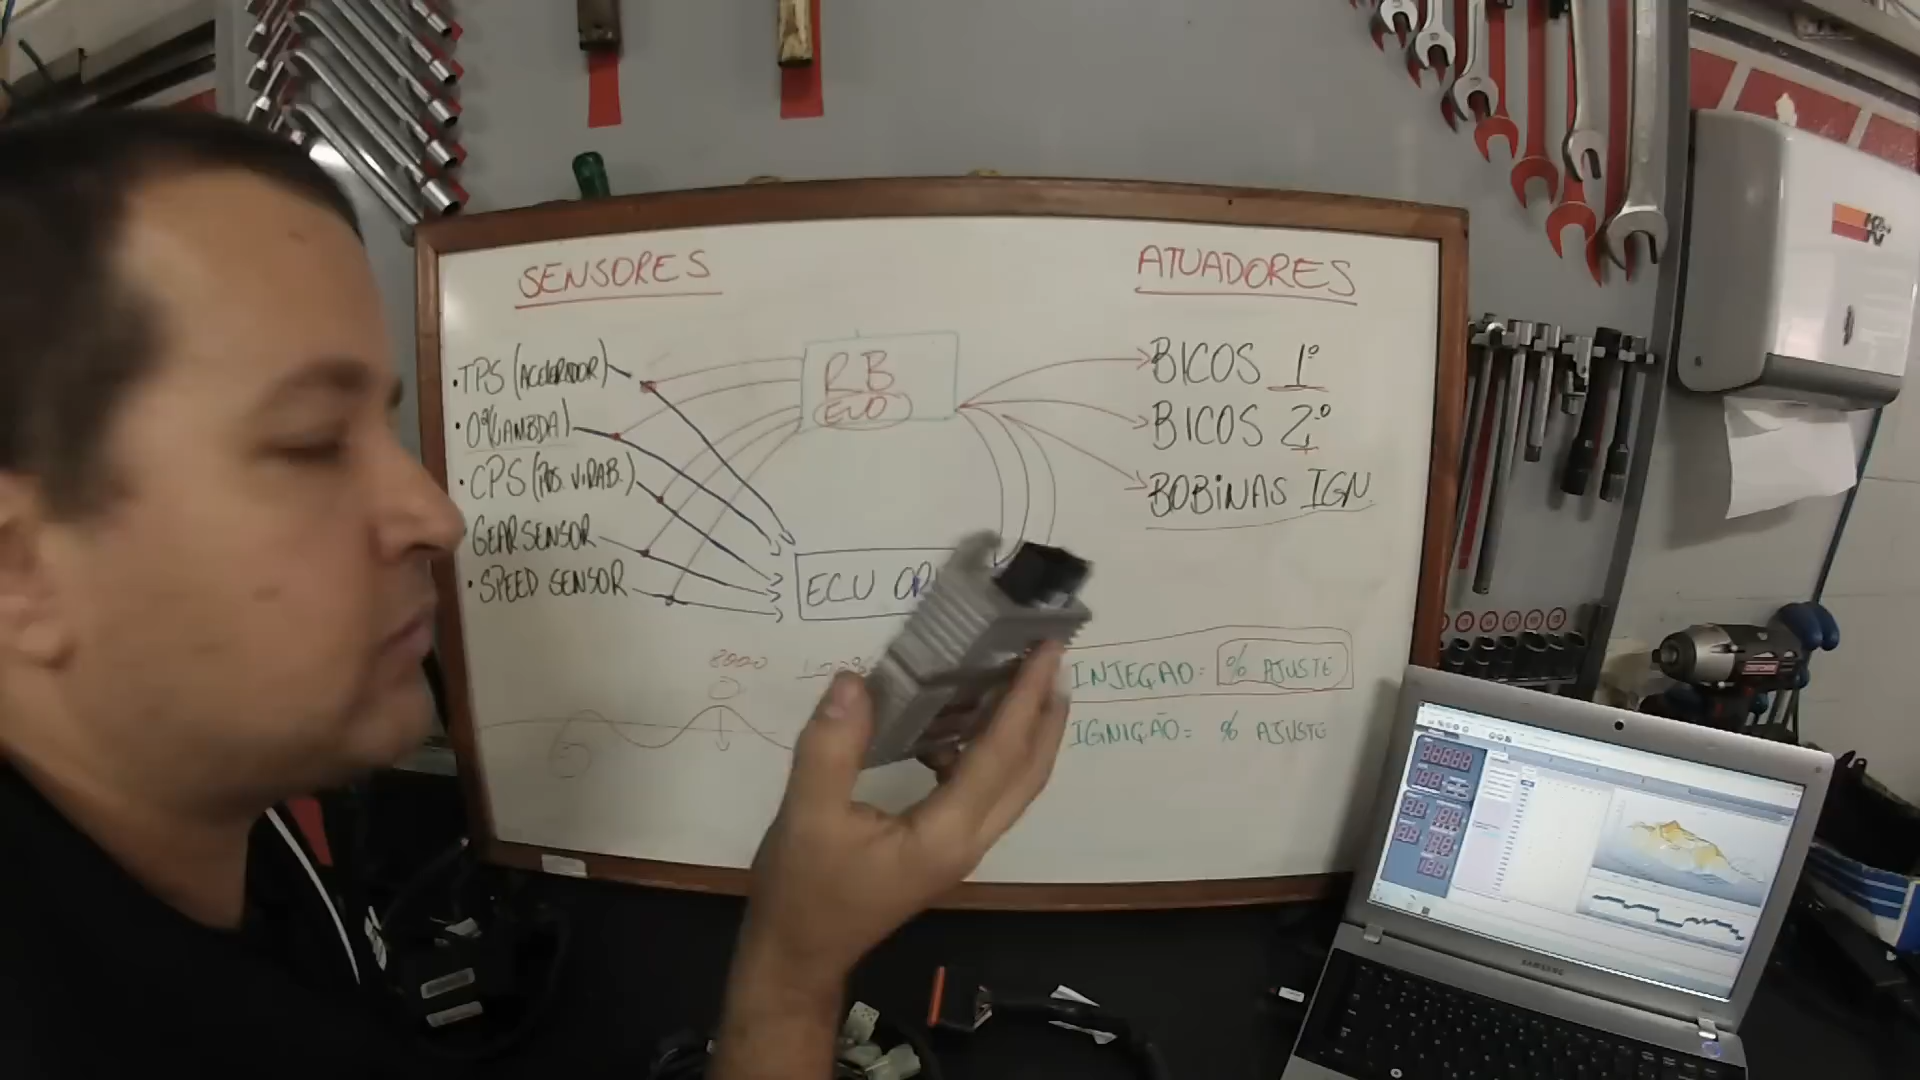 SENSORES
ATUADORES
• TPS (ACELERADOR)
• O²(LAMBDA)
• CPS (POS. VIRAB.)
• GEAR SENSOR
• SPEED SENSOR
RB
EVO
ECU
BICOS 1º
BICOS 2º
BOBINAS IGN.
8000
INJEÇÃO: % AJUSTE
IGNIÇÃO= % AJUSTE
K&N
SAMSUNG